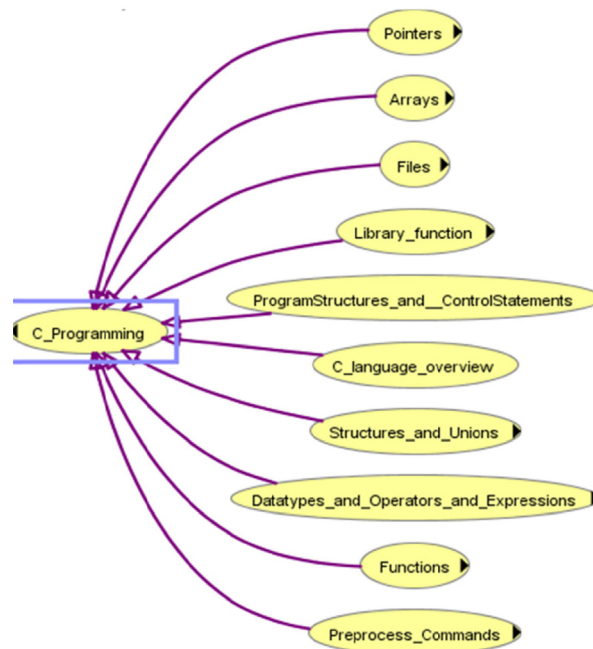 Pointers
Arrays
Files
Library_function
ProgramStructures_and__ControlStatements
C_Programming
C_language_overview
Structures_and_Unions
Datatypes_and_Operators_and_Expressions
Functions
Preprocess_Commands